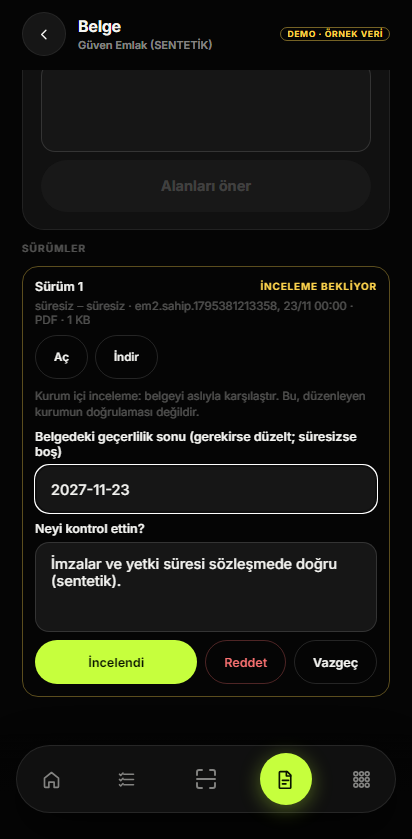 Belge
Güven Emlak (SENTETİK)
DEMO · ÖRNEK VERİ
Alanları öner
SÜRÜMLER
Sürüm 1
İNCELEME BEKLİYOR
süresiz – süresiz · em2.sahip.1795381213358, 23/11 00:00 ·
PDF · 1 KB
Aç
İndir
Kurum içi inceleme: belgeyi aslıyla karşılaştır. Bu, düzenleyen
kurumun doğrulaması değildir.
Belgedeki geçerlilik sonu (gerekirse düzelt; süresizse
boş)
2027-11-23
Neyi kontrol ettin?
İmzalar ve yetki süresi sözleşmede doğru
(sentetik).
İncelendi
Reddet
Vazgeç